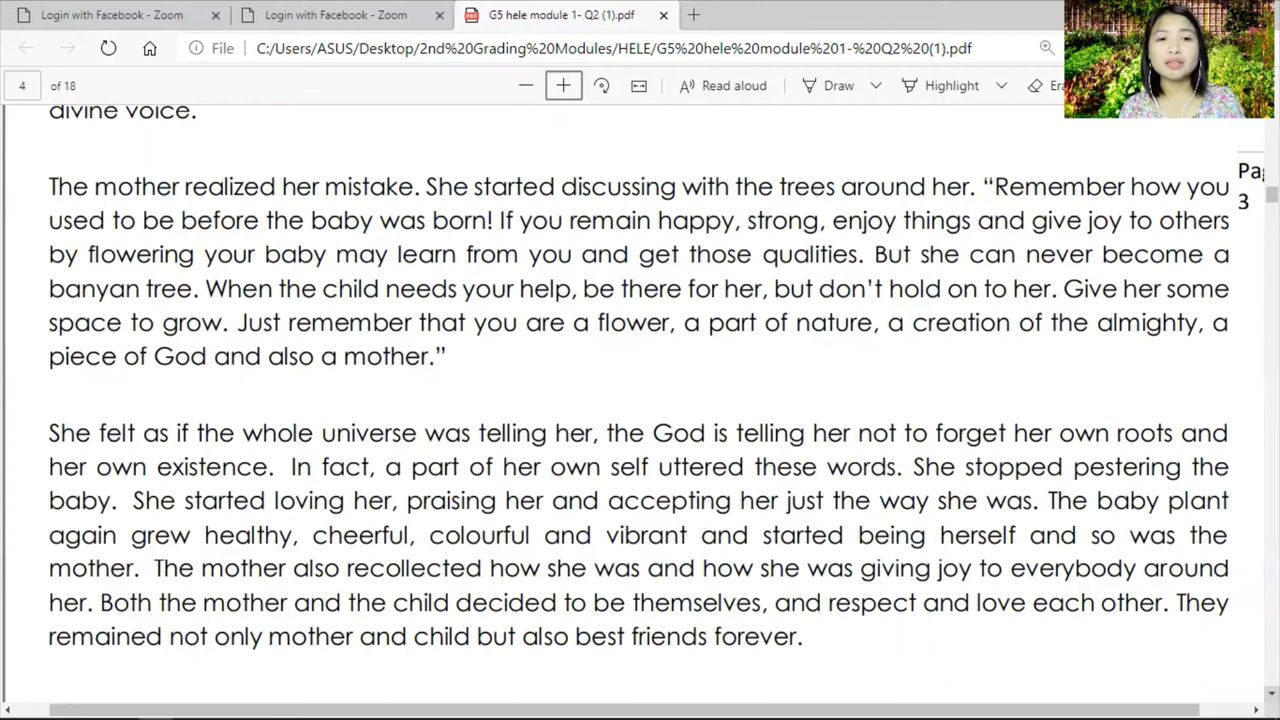 Login with Facebook - Zoom
Login with Facebook - Zoom
G5 hele module 1- Q2 (1).pdf
File
C:/Users/ASUS/Desktop/2nd%20Grading%20Modules/HELE/G5%20hele%20module%201-%20Q2%20(1).pdf
4 of 18
Read aloud
Draw
Highlight
Era
divine voice.
Pag
3
The mother realized her mistake. She started discussing with the trees around her. “Remember how you
used to be before the baby was born! If you remain happy, strong, enjoy things and give joy to others
by flowering your baby may learn from you and get those qualities. But she can never become a
banyan tree. When the child needs your help, be there for her, but don’t hold on to her. Give her some
space to grow. Just remember that you are a flower, a part of nature, a creation of the almighty, a
piece of God and also a mother.”
She felt as if the whole universe was telling her, the God is telling her not to forget her own roots and
her own existence. In fact, a part of her own self uttered these words. She stopped pestering the
baby. She started loving her, praising her and accepting her just the way she was. The baby plant
again grew healthy, cheerful, colourful and vibrant and started being herself and so was the
mother. The mother also recollected how she was and how she was giving joy to everybody around
her. Both the mother and the child decided to be themselves, and respect and love each other. They
remained not only mother and child but also best friends forever.